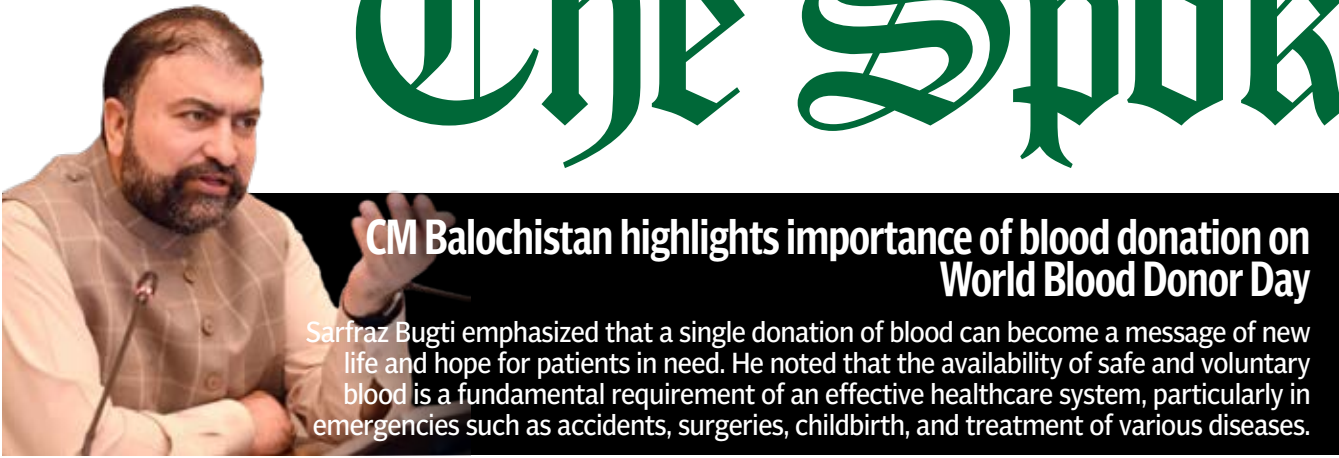 The Spok
CM Balochistan highlights importance of blood donation on
World Blood Donor Day
Sarfraz Bugti emphasized that a single donation of blood can become a message of new
life and hope for patients in need. He noted that the availability of safe and voluntary
blood is a fundamental requirement of an effective healthcare system, particularly in
emergencies such as accidents, surgeries, childbirth, and treatment of various diseases.